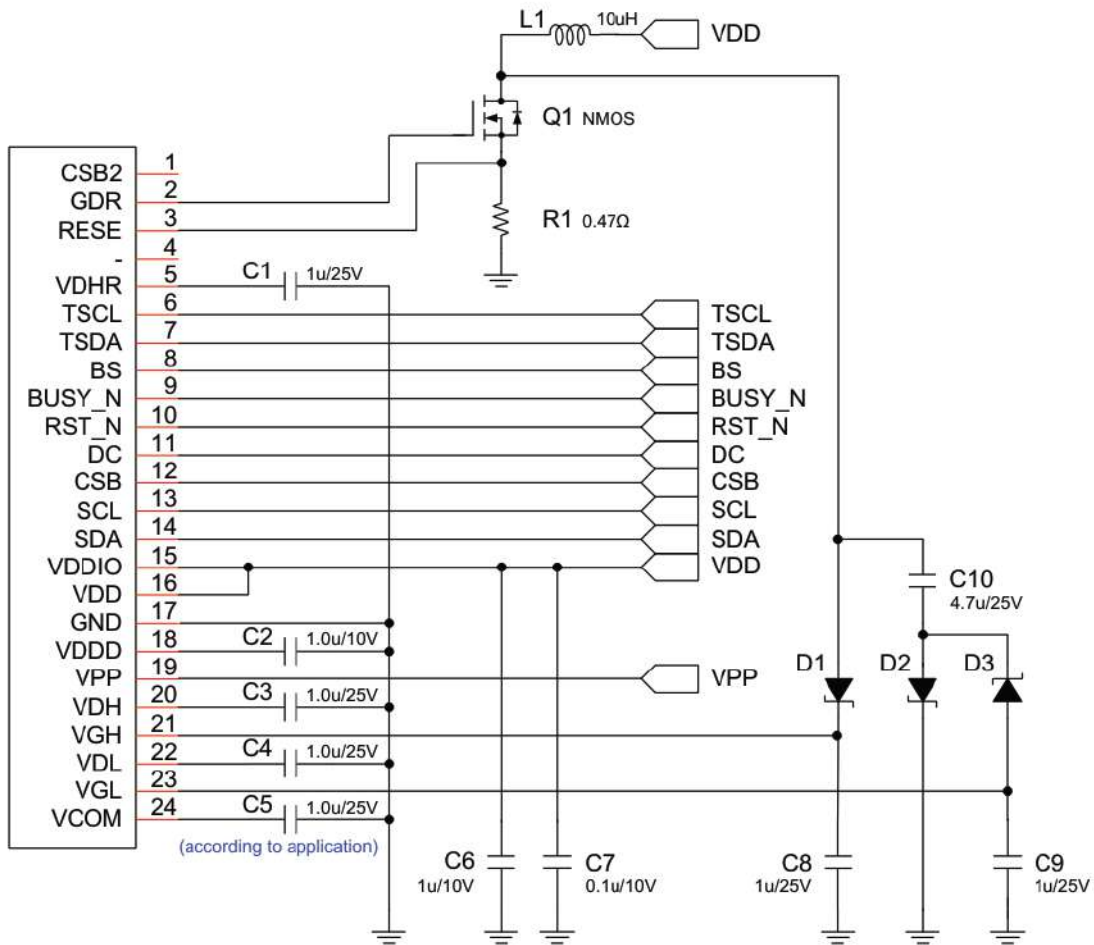 L1 10uH VDD
Q1 NMOS
CSB2 1
GDR 2
RESE 3
R1 0.47Ω
- 4
VDHR 5 C1 1u/25V
TSCL 6 TSCL
TSDA 7 TSDA
BS 8 BS
BUSY_N 9 BUSY_N
RST_N 10 RST_N
DC 11 DC
CSB 12 CSB
SCL 13 SCL
SDA 14 SDA
VDDIO 15 VDD
VDD 16
C10
4.7u/25V
GND 17
VDDD 18 C2 1.0u/10V
VPP 19 VPP
D1 D2 D3
VDH 20 C3 1.0u/25V
VGH 21
VDL 22 C4 1.0u/25V
VGL 23
VCOM 24 C5 1.0u/25V
(according to application)
C6 C7 C8 C9
1u/10V 0.1u/10V 1u/25V 1u/25V